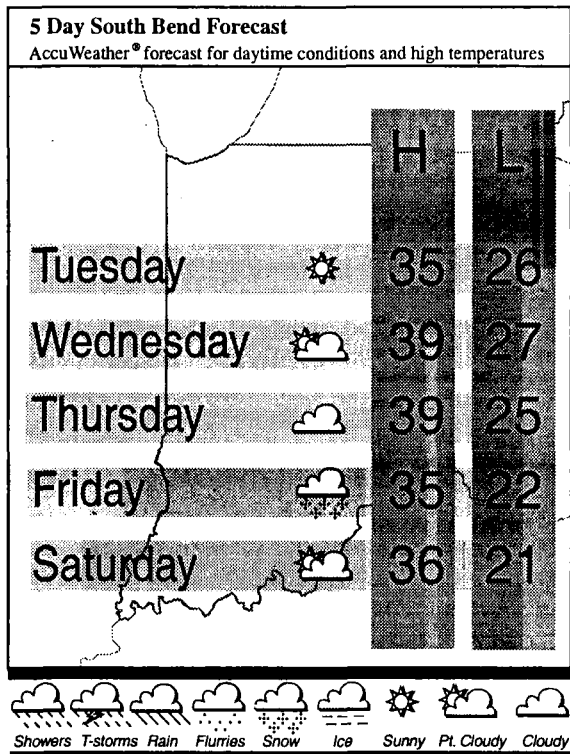 5 Day South Bend Forecast
AccuWeather® forecast for daytime conditions and high temperatures
H L
Tuesday 35 26
Wednesday 39 27
Thursday 39 25
Friday 35 22
Saturday 36 21
Showers T-storms Rain Flurries Snow Ice Sunny Pt. Cloudy Cloudy